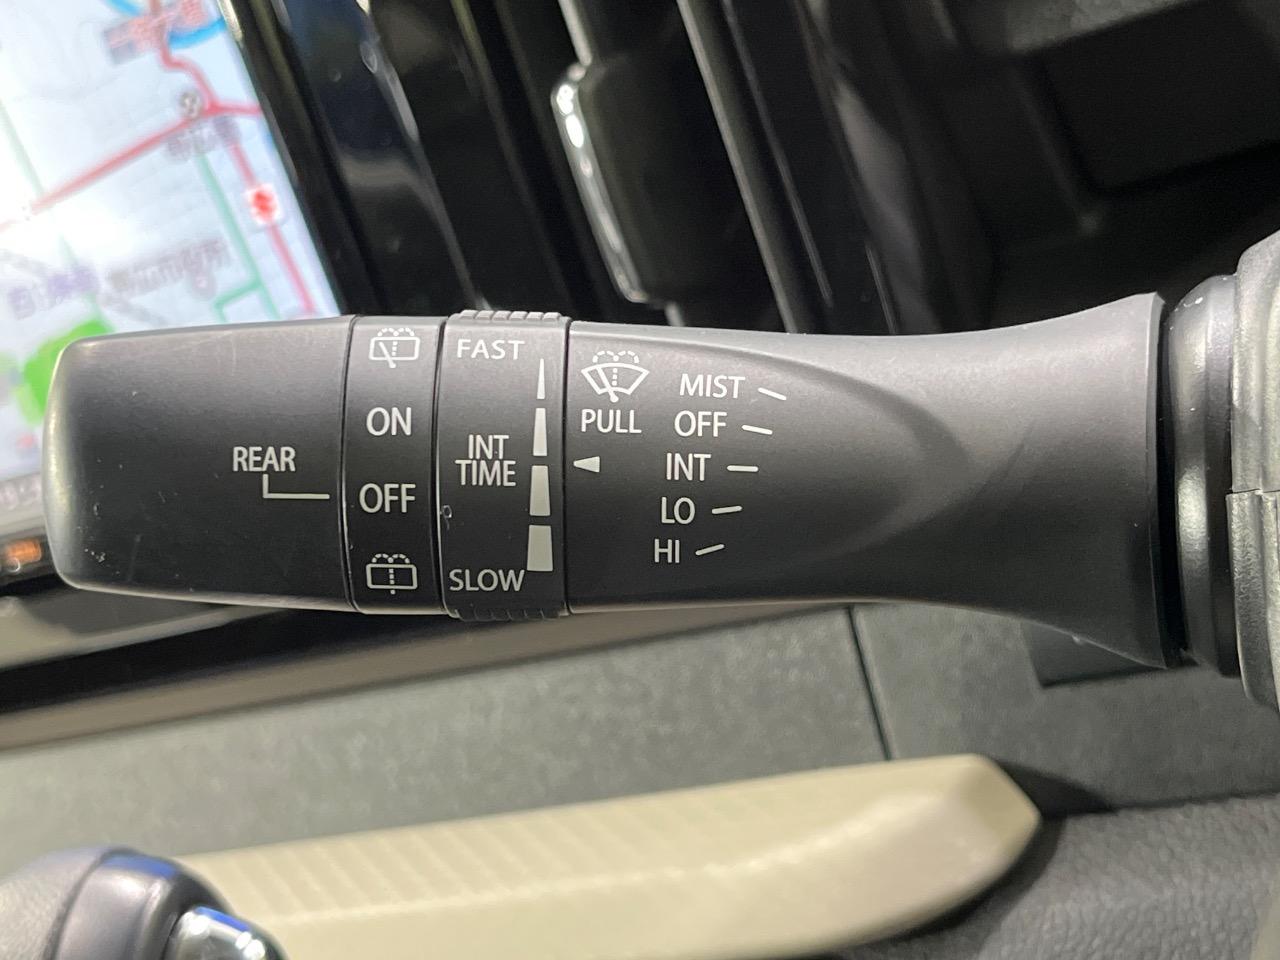 REAR
ON
OFF
FAST
INT
TIME
SLOW
PULL
MIST
OFF
INT
LO
HI